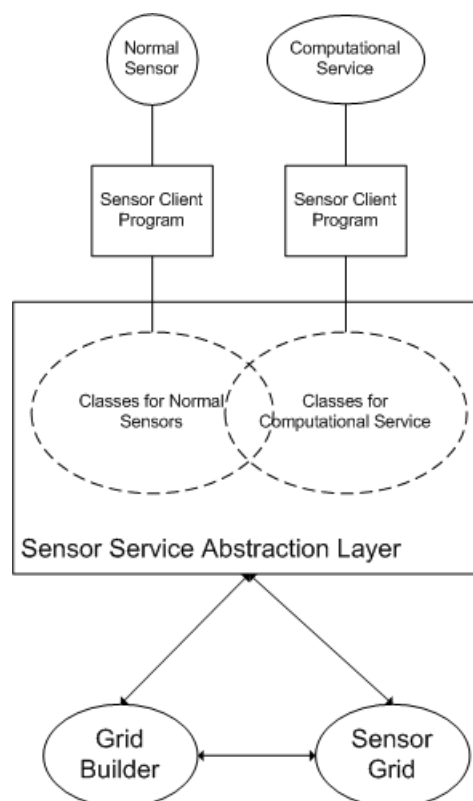 Normal
Sensor
Computational
Service
Sensor Client
Program
Sensor Client
Program
Classes for Normal
Sensors
Classes for
Computational Service
Sensor Service Abstraction Layer
Grid
Builder
Sensor
Grid